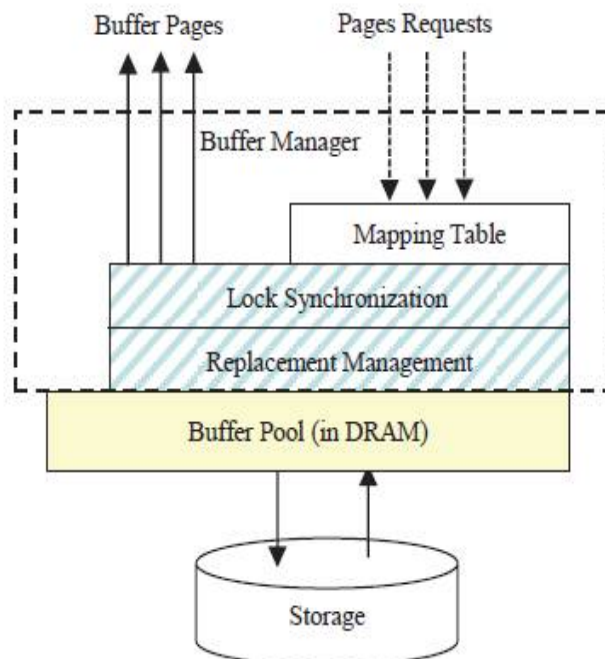 Buffer Pages
Pages Requests
Buffer Manager
Mapping Table
Lock Synchronization
Replacement Management
Buffer Pool (in DRAM)
Storage